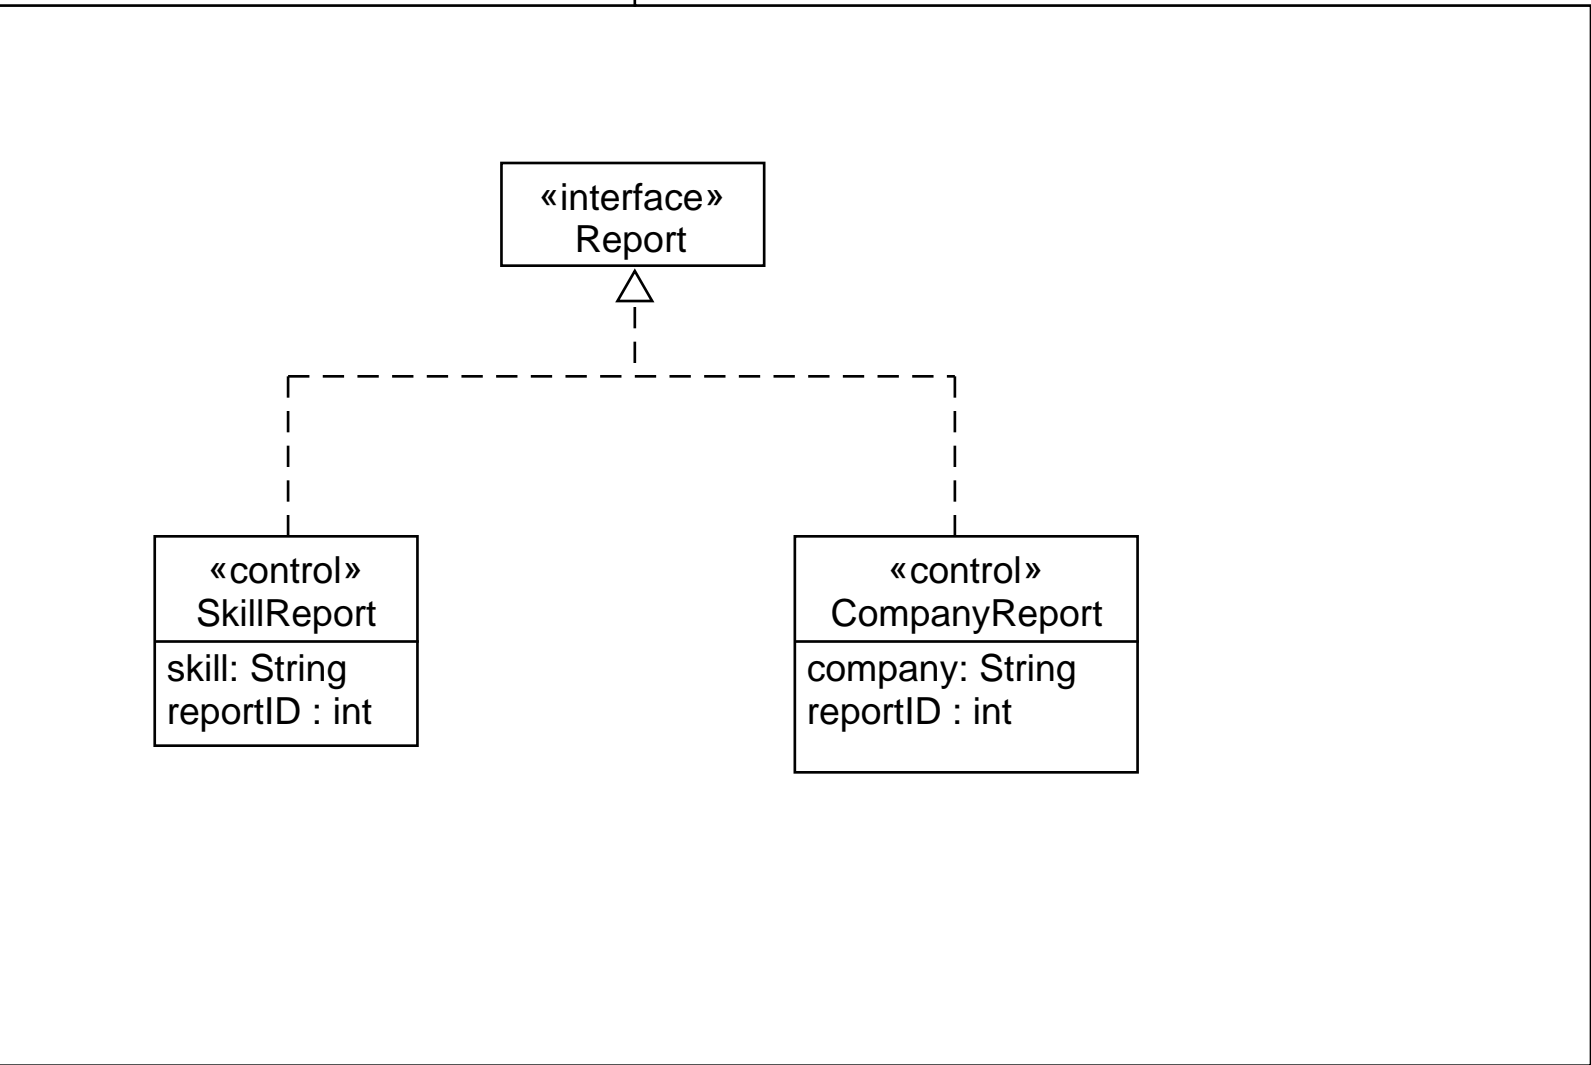 «interface»
Report
«control»
SkillReport
skill: String
reportID : int
«control»
CompanyReport
company: String
reportID : int